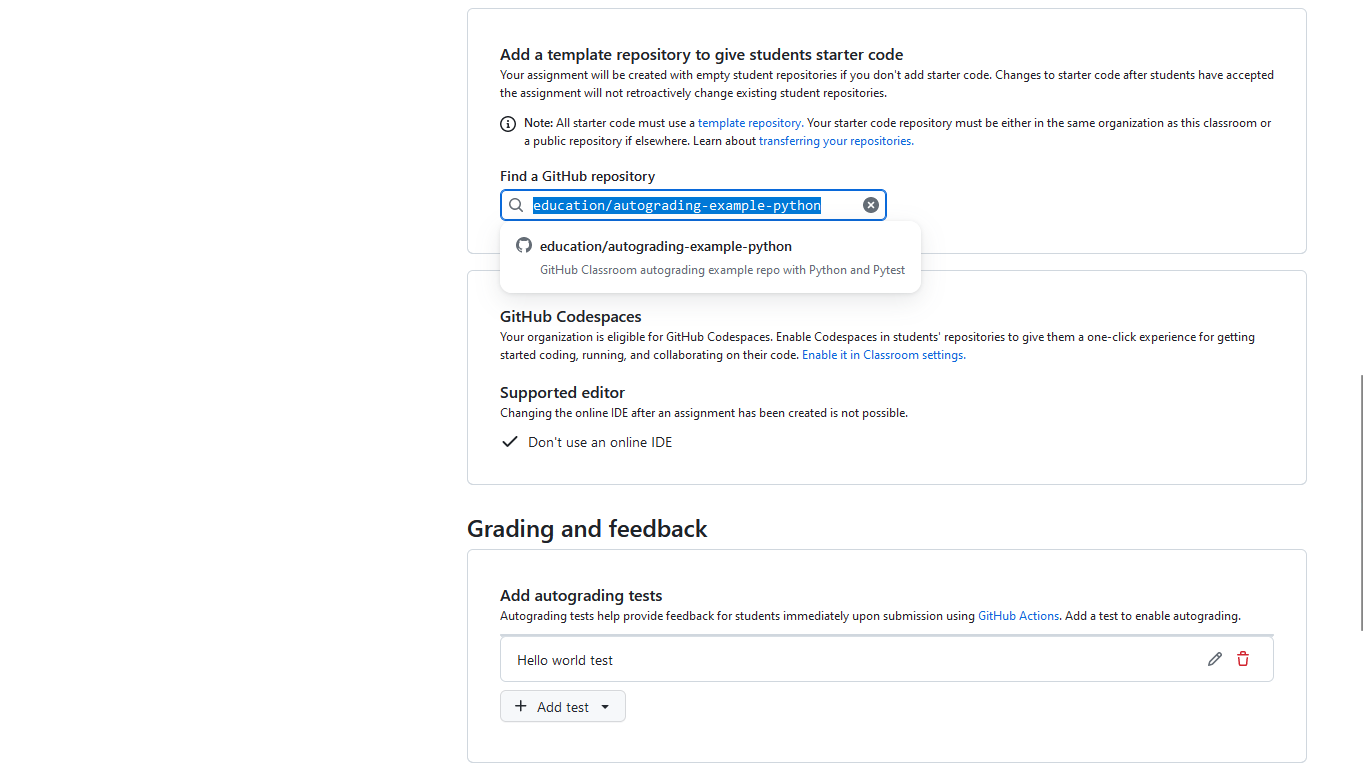 Add a template repository to give students starter code
Your assignment will be created with empty student repositories if you don't add starter code. Changes to starter code after students have accepted
the assignment will not retroactively change existing student repositories.
Note: All starter code must use a template repository. Your starter code repository must be either in the same organization as this classroom or
a public repository if elsewhere. Learn about transferring your repositories.
Find a GitHub repository
education/autograding-example-python
education/autograding-example-python
GitHub Classroom autograding example repo with Python and Pytest
GitHub Codespaces
Your organization is eligible for GitHub Codespaces. Enable Codespaces in students' repositories to give them a one-click experience for getting
started coding, running, and collaborating on their code. Enable it in Classroom settings.
Supported editor
Changing the online IDE after an assignment has been created is not possible.
Don't use an online IDE
Grading and feedback
Add autograding tests
Autograding tests help provide feedback for students immediately upon submission using GitHub Actions. Add a test to enable autograding.
Hello world test
Add test